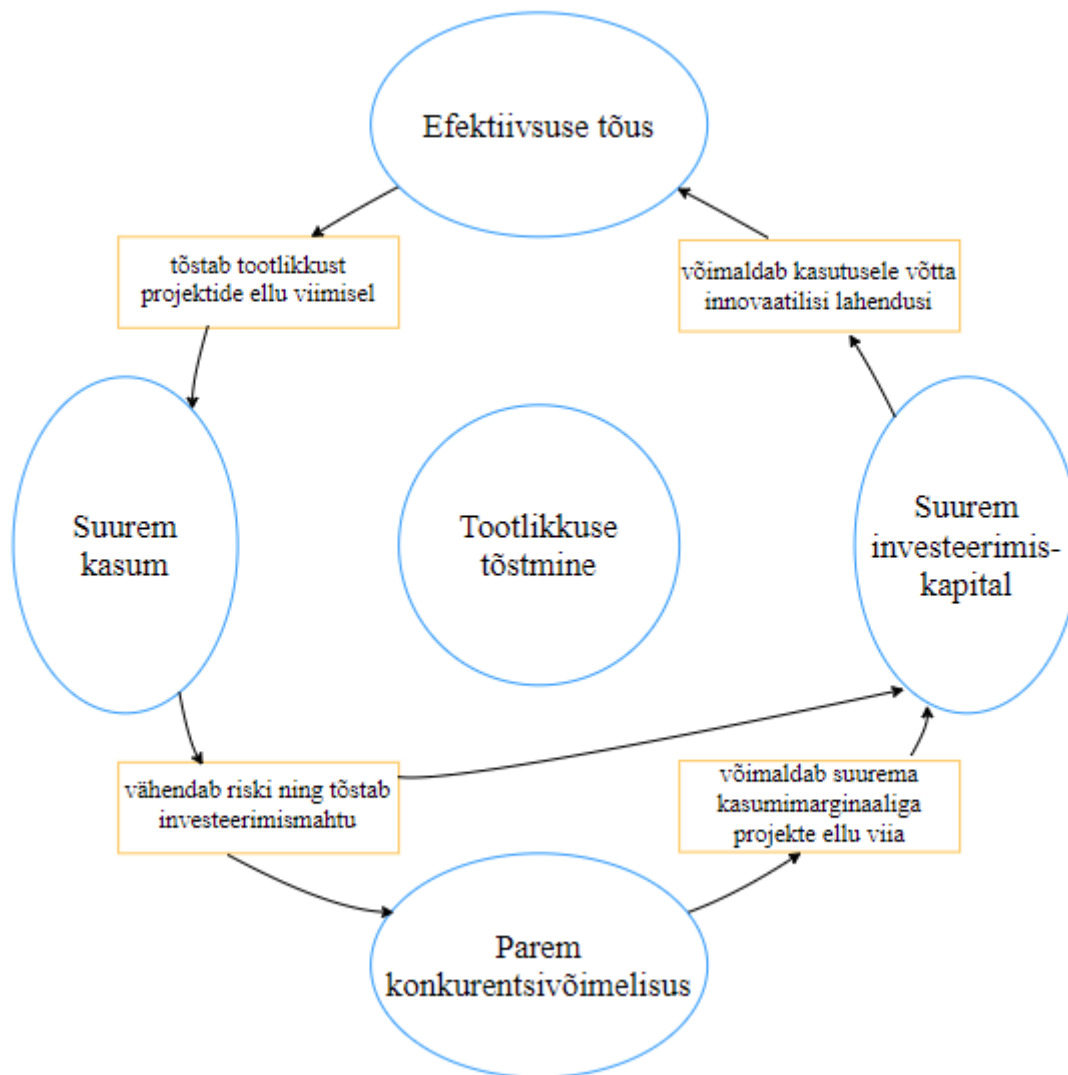 Efektiivsuse tõus
tõstab tootlikkust
projektide ellu viimisel
võimaldab kasutusele võtta
innovaatilisi lahendusi
Suurem
kasum
Tootlikkuse
tõstmine
Suurem
investeerimis-
kapital
vähendab riski ning tõstab
investeerimismahtu
võimaldab suurema
kasumimarginaaliga
projekte ellu viia
Parem
konkurentsivõimelisus